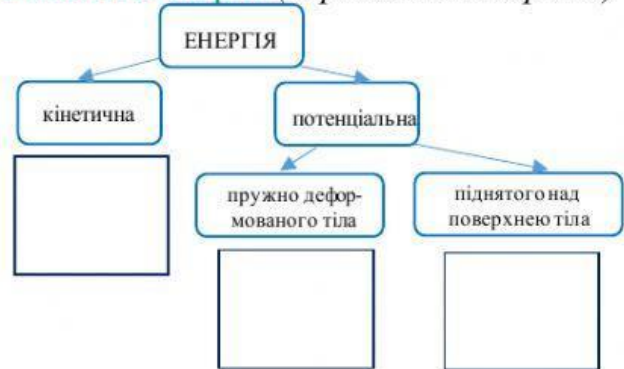 ЕНЕРГІЯ
кінетична
потенціальна
пружно дефор-
мованого тіла
піднятого над
поверхнею тіла